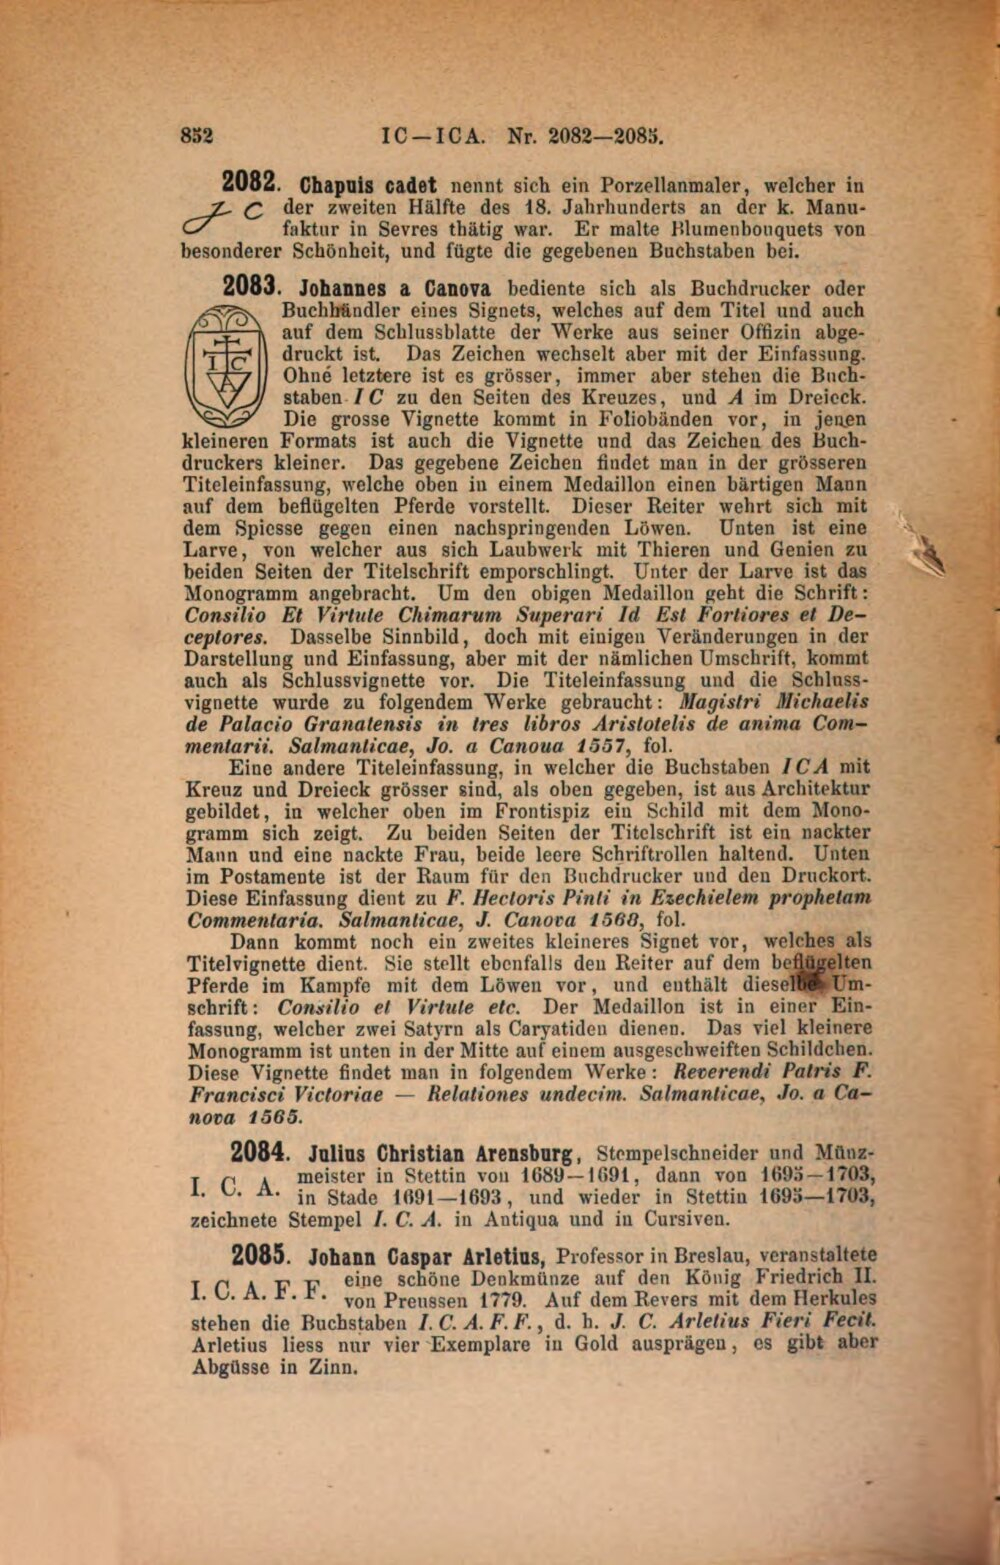 852 IC—ICA. Nr. 2082—2085.
2082. Chapuis cadet nennt sich ein Porzellanmaler, welcher in
J C der zweiten Hälfte des 18. Jahrhunderts an der k. Manu-
faktur in Sevres thätig war. Er malte Blumenbouquets von
besonderer Schönheit, und fügte die gegebenen Buchstaben bei.
2083. Johannes a Canova bediente sich als Buchdrucker oder
Buchhändler eines Signets, welches auf dem Titel und auch
auf dem Schlussblatte der Werke aus seiner Offizin abge-
I C druckt ist. Das Zeichen wechselt aber mit der Einfassung.
Ohne letztere ist es grösser, immer aber stehen die Buch-
A staben I C zu den Seiten des Kreuzes, und A im Dreieck.
Die grosse Vignette kommt in Foliobänden vor, in jenen
kleineren Formats ist auch die Vignette und das Zeichen des Buch-
druckers kleiner. Das gegebene Zeichen findet man in der grösseren
Titeleinfassung, welche oben in einem Medaillon einen bärtigen Mann
auf dem beflügelten Pferde vorstellt. Dieser Reiter wehrt sich mit
dem Spiesse gegen einen nachspringenden Löwen. Unten ist eine
Larve, von welcher aus sich Laubwerk mit Thieren und Genien zu
beiden Seiten der Titelschrift emporschlingt. Unter der Larve ist das
Monogramm angebracht. Um den obigen Medaillon geht die Schrift:
Consilio Et Virtute Chimarum Superari Id Est Fortiores et De-
ceptores. Dasselbe Sinnbild, doch mit einigen Veränderungen in der
Darstellung und Einfassung, aber mit der nämlichen Umschrift, kommt
auch als Schlussvignette vor. Die Titeleinfassung und die Schluss-
vignette wurde zu folgendem Werke gebraucht: Magistri Michaelis
de Palacio Granatensis in tres libros Aristotelis de anima Com-
mentarii. Salmanticae, Jo. a Canoua 1557, fol.
Eine andere Titeleinfassung, in welcher die Buchstaben I C A mit
Kreuz und Dreieck grösser sind, als oben gegeben, ist aus Architektur
gebildet, in welcher oben im Frontispiz ein Schild mit dem Mono-
gramm sich zeigt. Zu beiden Seiten der Titelschrift ist ein nackter
Mann und eine nackte Frau, beide leere Schriftrollen haltend. Unten
im Postamente ist der Raum für den Buchdrucker und den Druckort.
Diese Einfassung dient zu F. Hectoris Pinti in Ezechielem prophetam
Commentaria. Salmanticae, J. Canova 1568, fol.
Dann kommt noch ein zweites kleineres Signet vor, welches als
Titelvignette dient. Sie stellt ebenfalls den Reiter auf dem beflügelten
Pferde im Kampfe mit dem Löwen vor, und enthält dieselbe Um-
schrift: Consilio et Virtute etc. Der Medaillon ist in einer Ein-
fassung, welcher zwei Satyrn als Caryatiden dienen. Das viel kleinere
Monogramm ist unten in der Mitte auf einem ausgeschweiften Schildchen.
Diese Vignette findet man in folgendem Werke: Reverendi Patris F.
Francisci Victoriae — Relationes undecim. Salmanticae, Jo. a Ca-
nova 1565.
2084. Julius Christian Arensburg, Stempelschneider und Münz-
I. C. A. meister in Stettin von 1689—1691, dann von 1695—1703,
in Stade 1691—1693, und wieder in Stettin 1695—1703,
zeichnete Stempel I. C. A. in Antiqua und in Cursiven.
2085. Johann Caspar Arletius, Professor in Breslau, veranstaltete
I. C. A. F. F. eine schöne Denkmünze auf den König Friedrich II.
von Preussen 1779. Auf dem Revers mit dem Herkules
stehen die Buchstaben I. C. A. F. F., d. h. J. C. Arletius Fieri Fecit.
Arletius liess nur vier Exemplare in Gold ausprägen, es gibt aber
Abgüsse in Zinn.